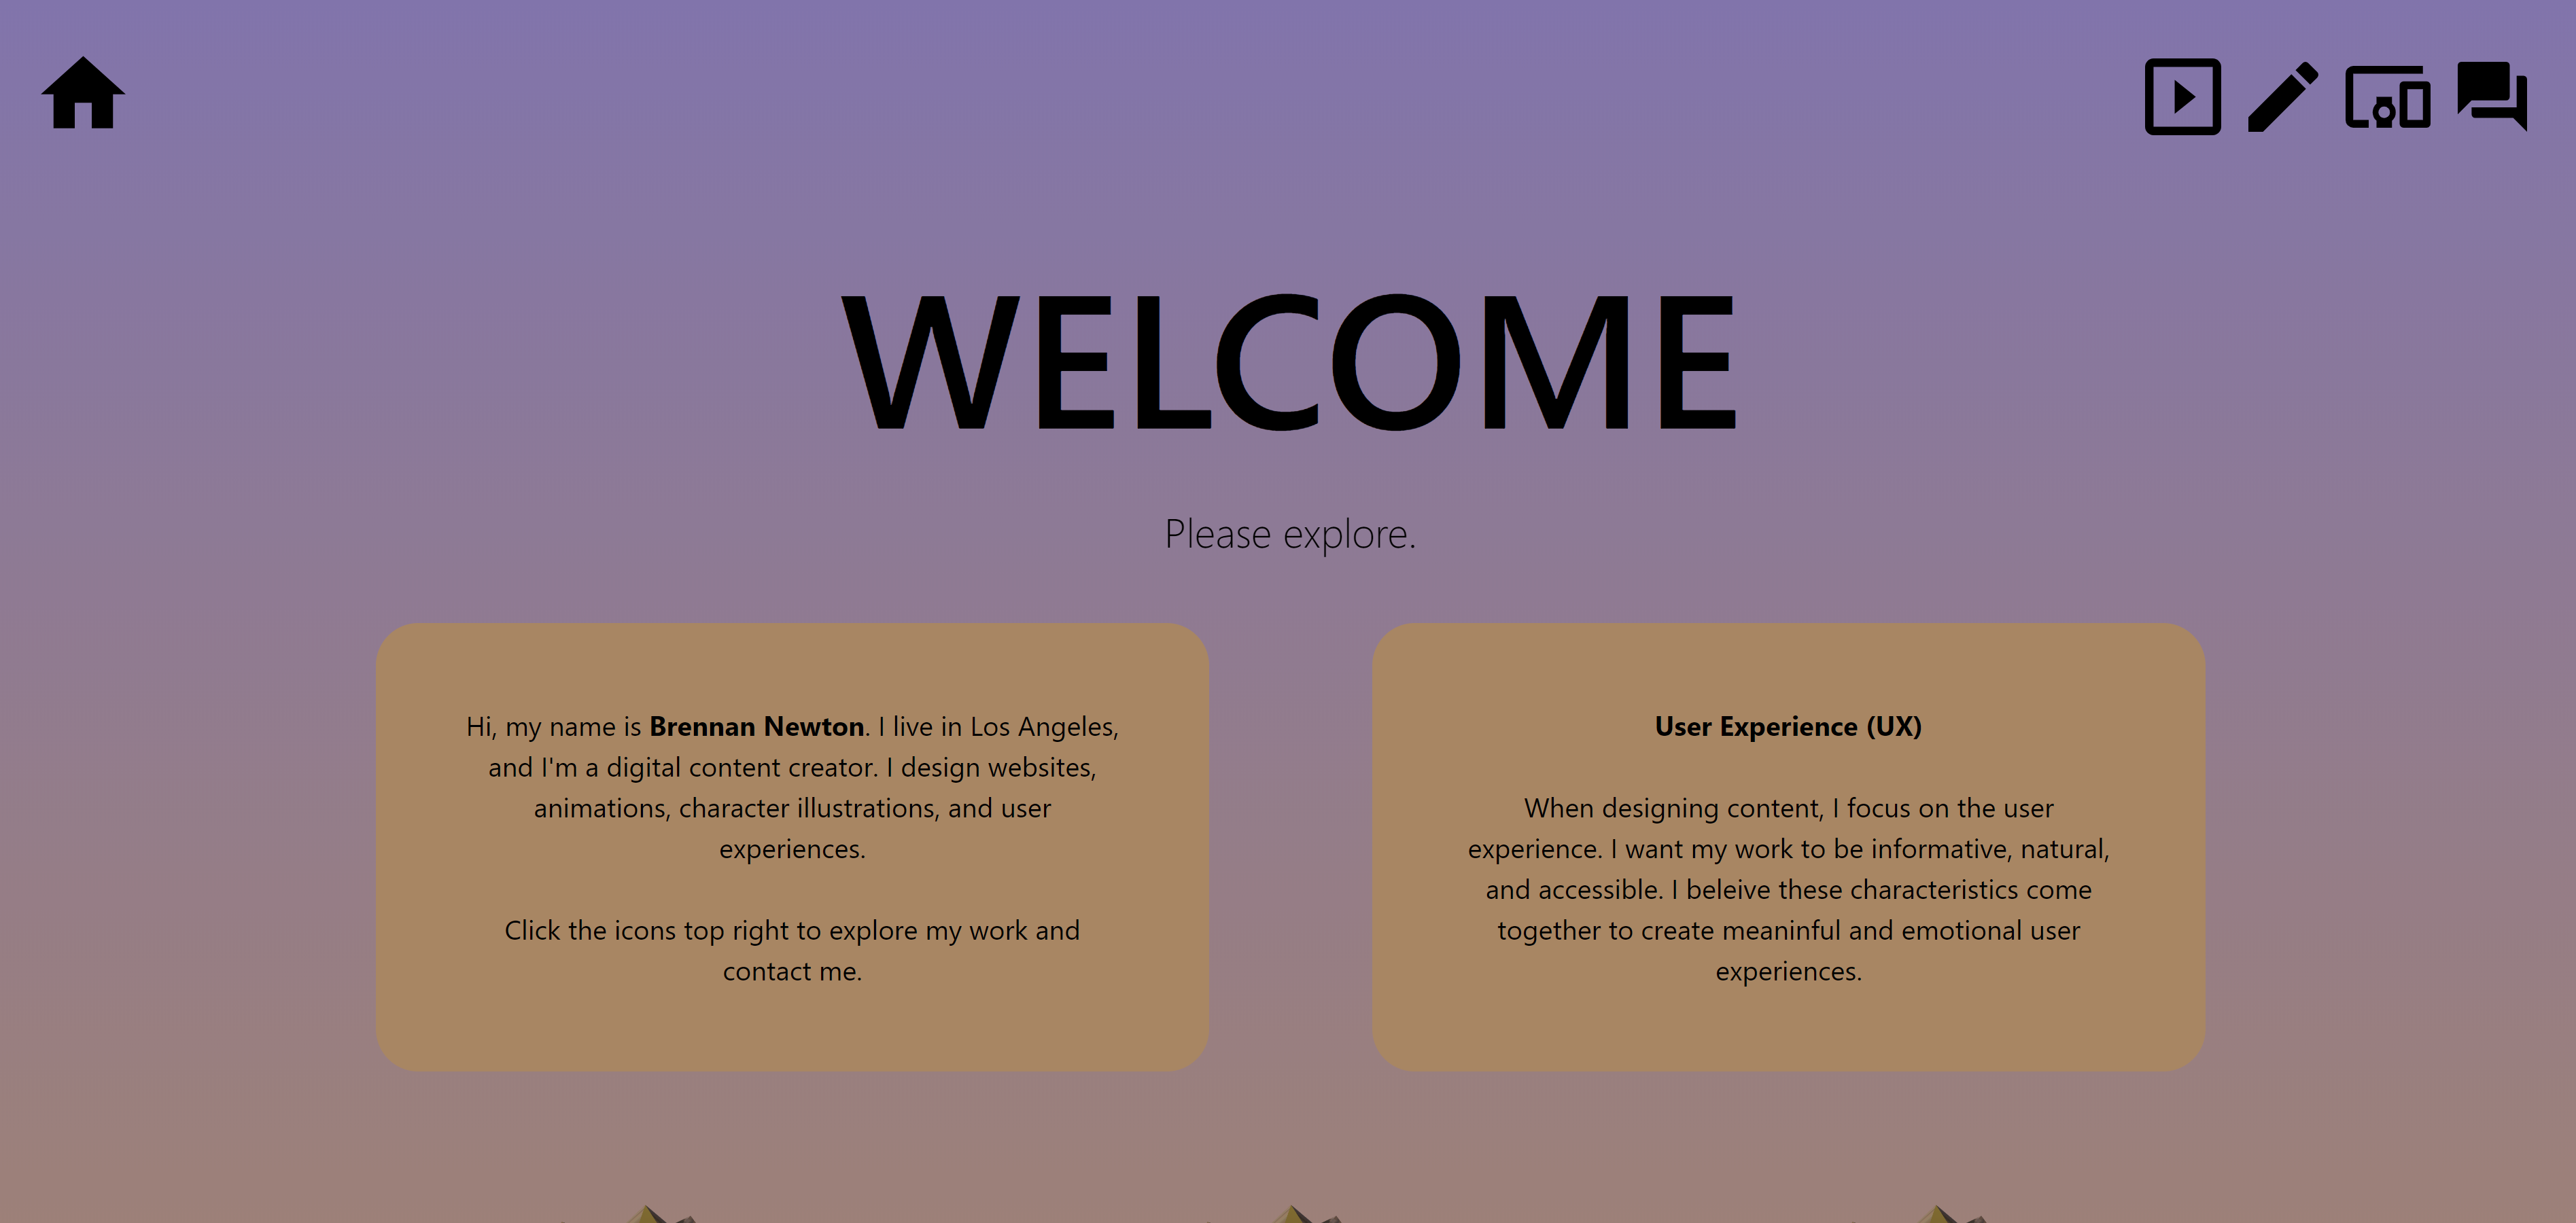 WELCOME
Please explore.
Hi, my name is Brennan Newton. I live in Los Angeles,
and I'm a digital content creator. I design websites,
animations, character illustrations, and user
experiences.
Click the icons top right to explore my work and
contact me.
User Experience (UX)
When designing content, I focus on the user
experience. I want my work to be informative, natural,
and accessible. I beleive these characteristics come
together to create meaninful and emotional user
experiences.